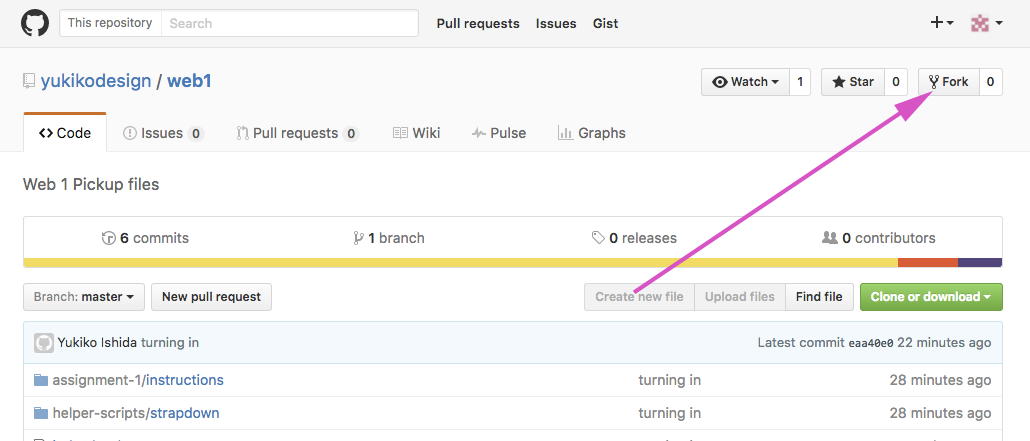 This repository Search Pull requests Issues Gist
yukikodesign / web1 Watch 1 Star 0 Fork 0
Code Issues 0 Pull requests 0 Wiki Pulse Graphs
Web 1 Pickup files
6 commits 1 branch 0 releases 0 contributors
Branch: master New pull request Create new file Upload files Find file Clone or download
Yukiko Ishida turning in Latest commit eaa40e0 22 minutes ago
assignment-1/instructions turning in 28 minutes ago
helper-scripts/strapdown turning in 28 minutes ago